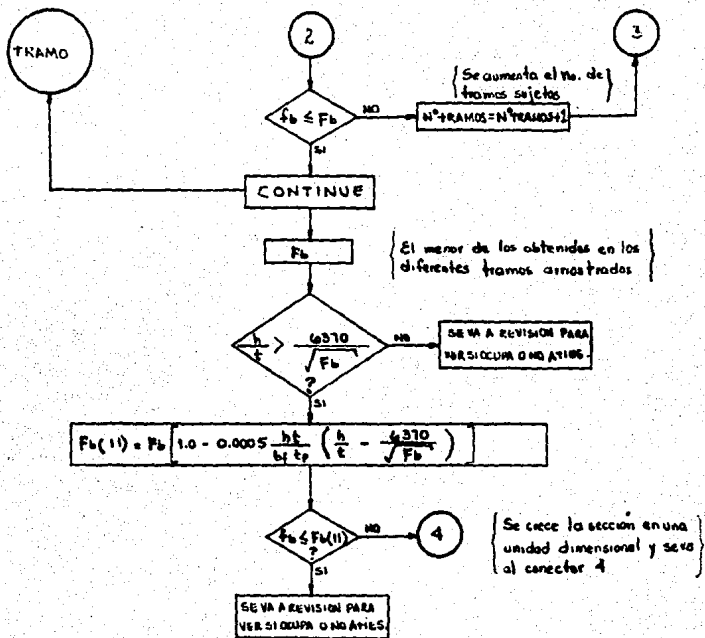 TRAMO
2
3
{Se aumenta el no. de
tramos sujetos}
fb ≤ Fb
NO
Nº TRAMOS = Nº TRAMOS + 1
SI
CONTINUE
Fb
{El menor de los obtenidos en los
diferentes tramos arriostrados}
h/t > 6370/√Fb
?
NO
SE VA A REVISION PARA
VER SI OCUPA O NO ATIES.
SI
Fb(11) = Fb [1.0 - 0.0005 ht/bf tp (h/t - 6370/√Fb)]
fb ≤ Fb(11)
?
NO
4
{Se crece la sección en una
unidad dimensional y se va
al conector 4}
SI
SE VA A REVISION PARA
VER SI OCUPA O NO ATIES.